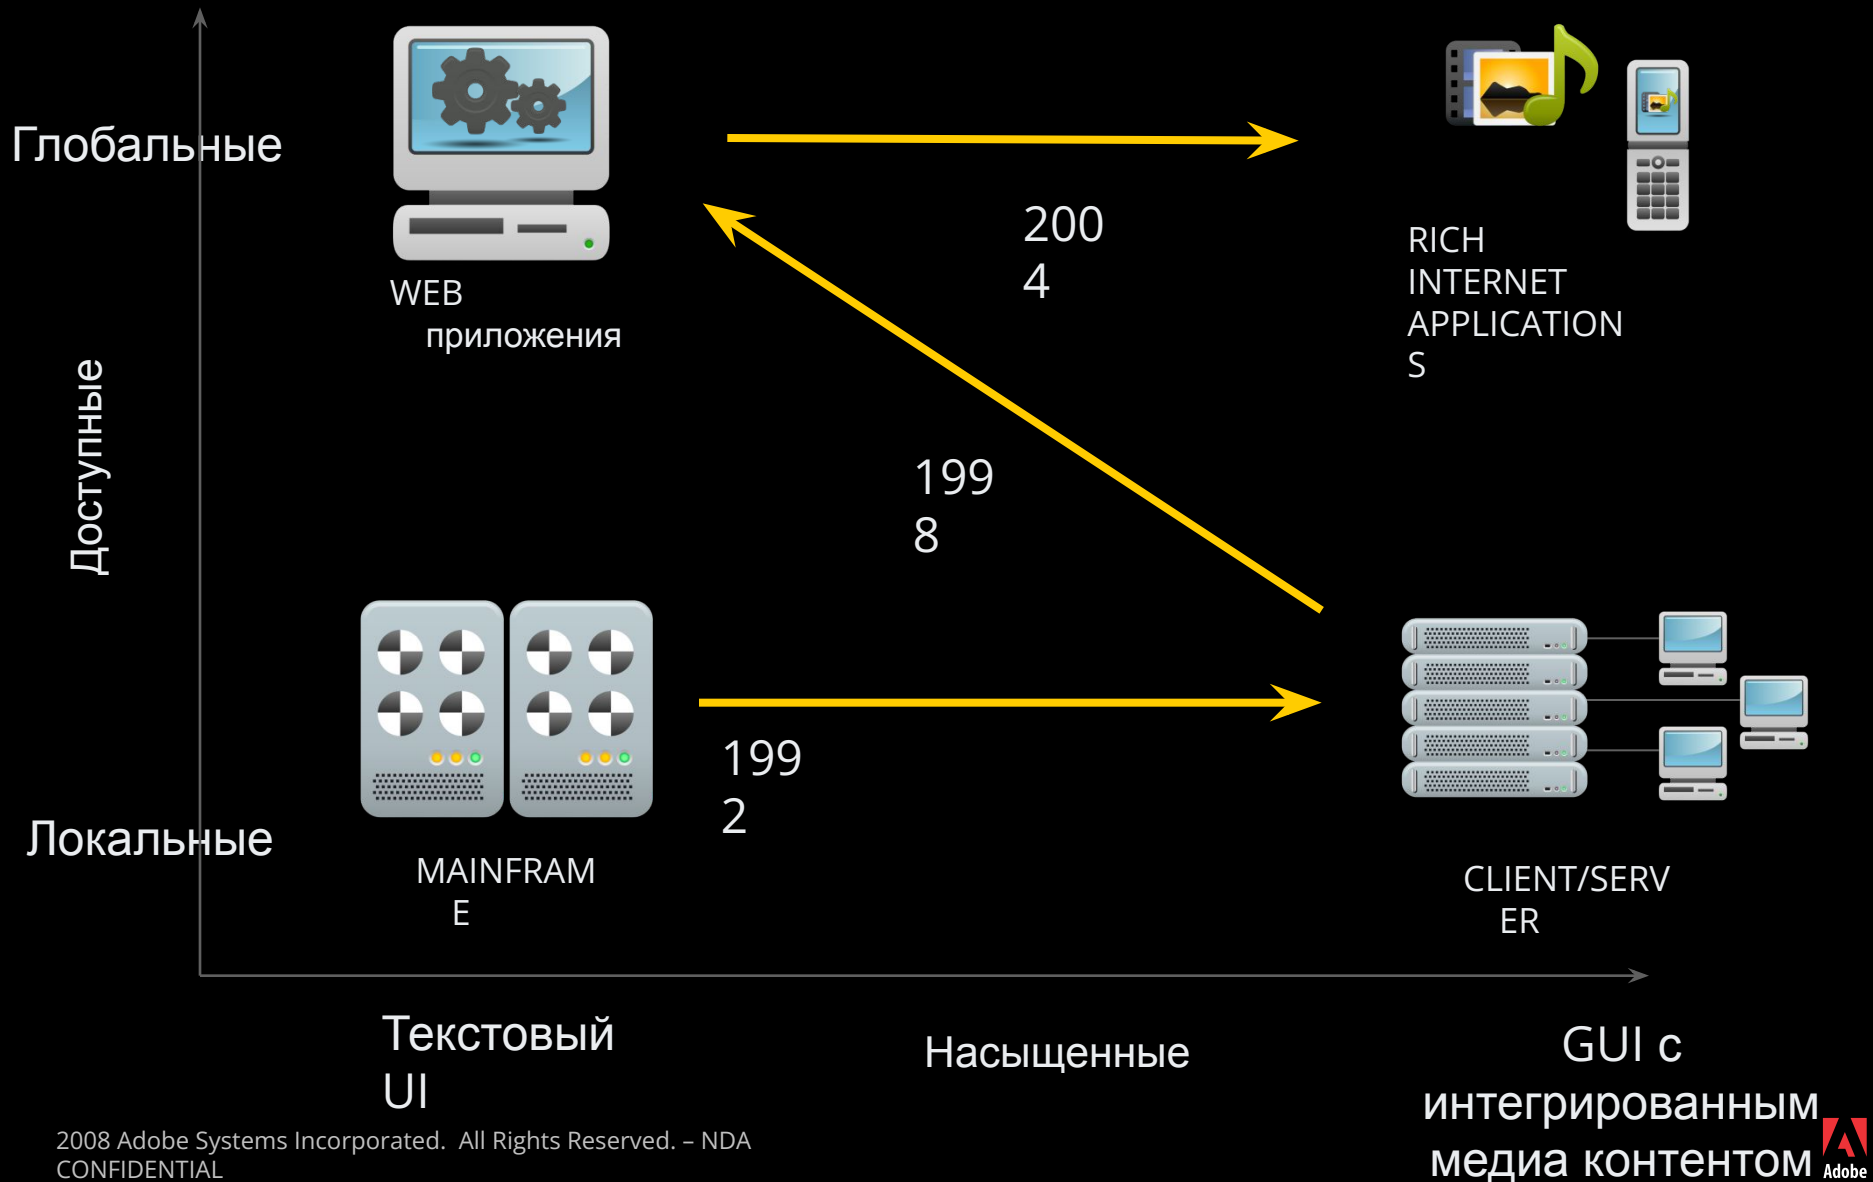 Глобальные
200
4
RICH
INTERNET
APPLICATION
S
WEB
приложения
Доступные
199
8
199
2
Локальные
MAINFRAM
E
CLIENT/SERV
ER
Текстовый
UI
Насыщенные
GUI с
интегрированным
медиа контентом
2008 Adobe Systems Incorporated.  All Rights Reserved. – NDA
CONFIDENTIAL
Adobe